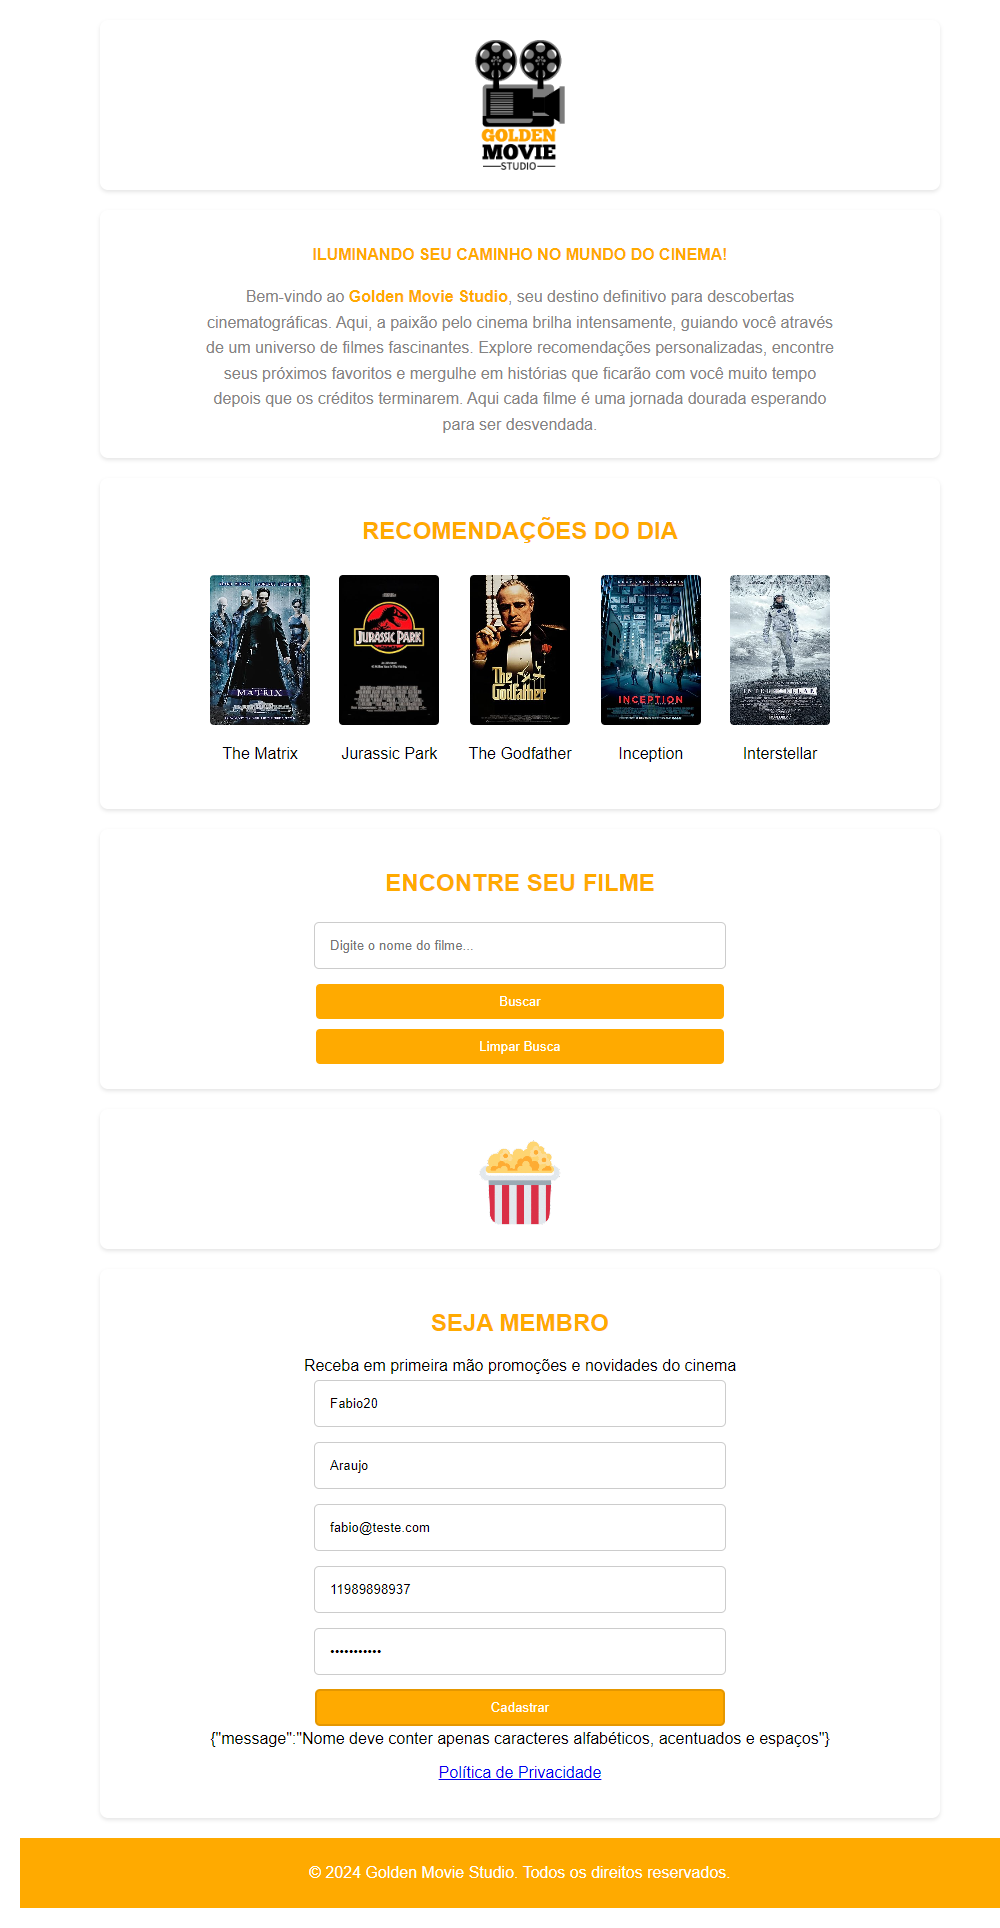 GOLDEN
MOVIE
STUDIO
ILUMINANDO SEU CAMINHO NO MUNDO DO CINEMA!
Bem-vindo ao Golden Movie Studio, seu destino definitivo para descobertas
cinematográficas. Aqui, a paixão pelo cinema brilha intensamente, guiando você através
de um universo de filmes fascinantes. Explore recomendações personalizadas, encontre
seus próximos favoritos e mergulhe em histórias que ficarão com você muito tempo
depois que os créditos terminarem. Aqui cada filme é uma jornada dourada esperando
para ser desvendada.
RECOMENDAÇÕES DO DIA
MATRIX
JURASSIC PARK
The
Godfather
INCEPTION
INTERSTELLAR
The Matrix
Jurassic Park
The Godfather
Inception
Interstellar
ENCONTRE SEU FILME
Digite o nome do filme...
Buscar
Limpar Busca
SEJA MEMBRO
Receba em primeira mão promoções e novidades do cinema
Fabio20
Araujo
fabio@teste.com
11989898937
•••••••••••
Cadastrar
{"message":"Nome deve conter apenas caracteres alfabéticos, acentuados e espaços"}
Política de Privacidade
© 2024 Golden Movie Studio. Todos os direitos reservados.